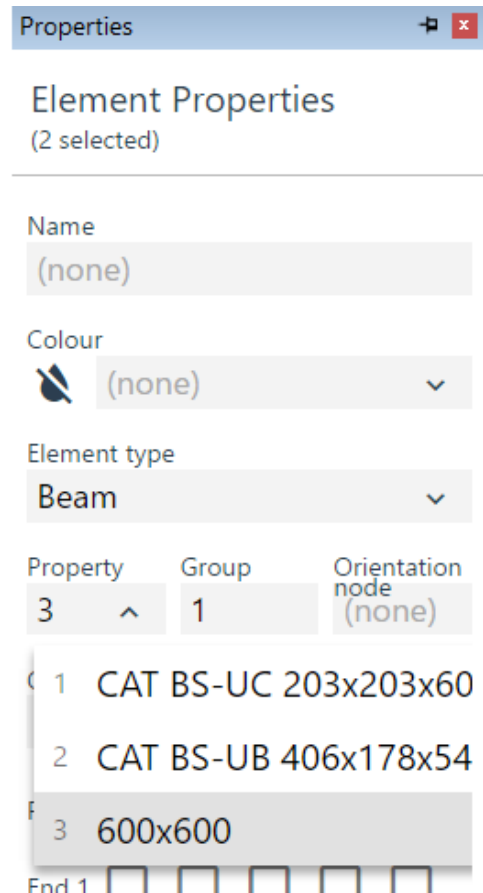 Properties
Element Properties
(2 selected)
Name
(none)
Colour
(none)
Element type
Beam
Property Group Orientation node
3 1 (none)
1 CAT BS-UC 203x203x60
2 CAT BS-UB 406x178x54
3 600x600
End 1